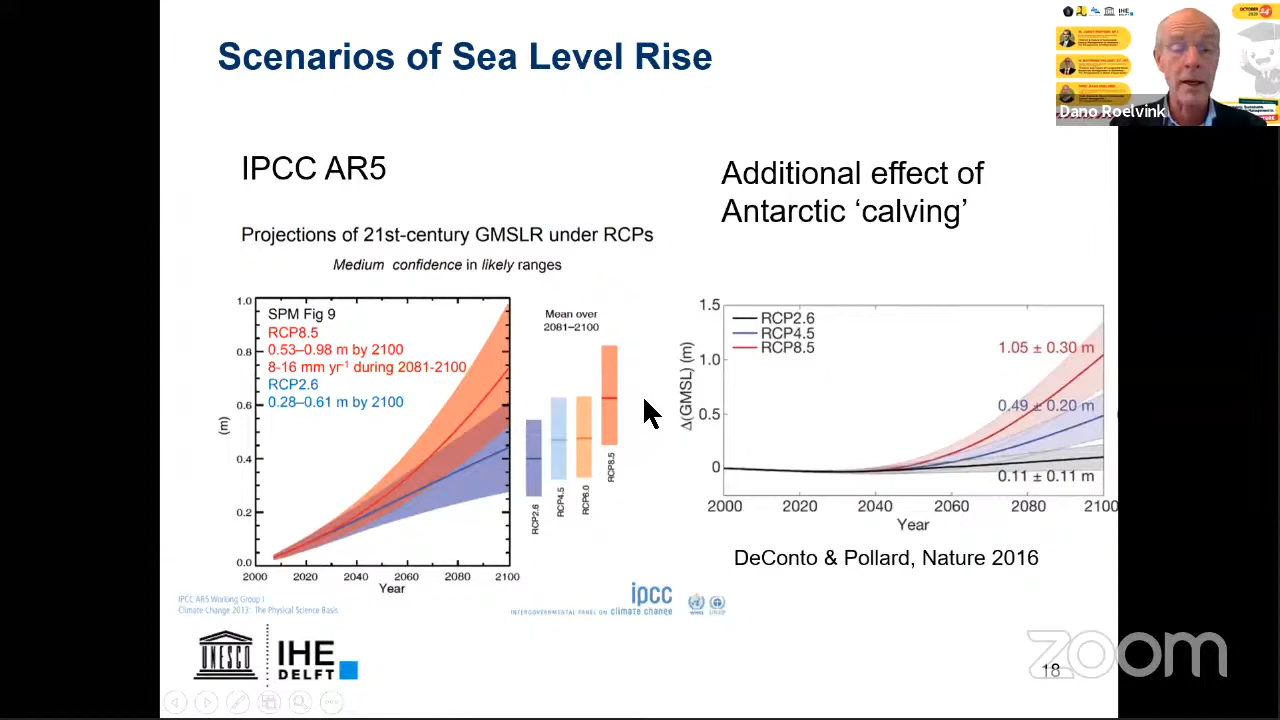 Scenarios of Sea Level Rise
IPCC AR5
Projections of 21st-century GMSLR under RCPs
Medium confidence in likely ranges
1.0
0.8
0.6
0.4
0.2
0.0
(m)
SPM Fig 9
RCP8.5
0.53–0.98 m by 2100
8-16 mm yr⁻¹ during 2081-2100
RCP2.6
0.28–0.61 m by 2100
2000 2020 2040 2060 2080 2100
Year
Mean over
2081–2100
RCP2.6
RCP4.5
RCP6.0
RCP8.5
IPCC AR5 Working Group I
Climate Change 2013: The Physical Science Basis
ipcc
INTERGOVERNMENTAL PANEL ON climate change
WMO
UNEP
Additional effect of
Antarctic ‘calving’
1.5
1.0
0.5
0
Δ(GMSL) (m)
RCP2.6
RCP4.5
RCP8.5
1.05 ± 0.30 m
0.49 ± 0.20 m
0.11 ± 0.11 m
2000 2020 2040 2060 2080 2100
Year
DeConto & Pollard, Nature 2016
UNESCO
IHE
DELFT
18
zoom
OCTOBER
24
2020
IHE
Dano Roelvink